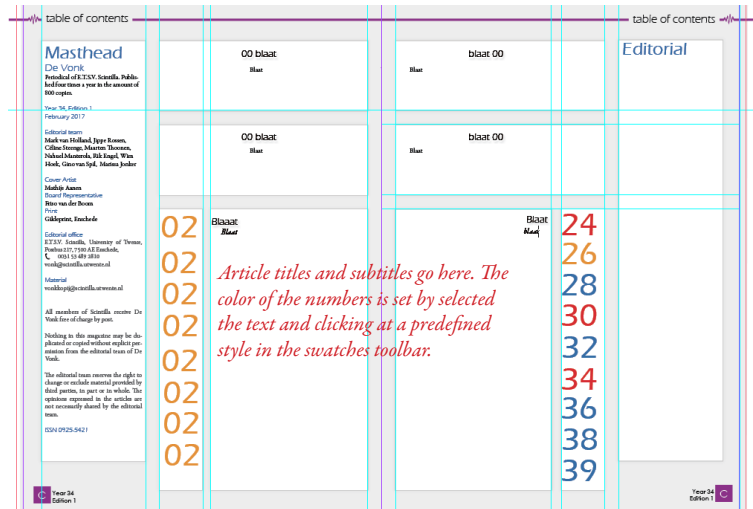 table of contents
table of contents
Masthead
De Vonk
Periodical of E.T.S.V. Scintilla. Publis-
hed four times a year in the amount of
800 copies.
Year 34, Edition 1
February 2017
Editorial team
Mark van Holland, Jippe Rossen,
Céline Steenge, Maarten Thoonen,
Nahuel Manterola, Rik Engel, Wim
Hoek, Gino van Spil, Marissa Jonker
Cover Artist
Mathijs Aanen
Board Representative
Friso van der Boom
Print
Gildeprint, Enschede
Editorial office
E.T.S.V. Scintilla, University of Twente,
Postbus 217, 7500 AE Enschede,
0031 53 489 2810
vonk@scintilla.utwente.nl
Material
vonkkopij@scintilla.utwente.nl
All members of Scintilla receive De
Vonk free of charge by post.
Nothing in this magazine may be du-
plicated or copied without explicit per-
mission from the editorial team of De
Vonk.
The editorial team reserves the right to
change or exclude material provided by
third parties, in part or in whole. The
opinions expressed in the articles are
not necessarily shared by the editorial
team.
ISSN 0925-5421
00 blaat
Blaat
00 blaat
Blaat
02
02
02
02
02
02
02
02
Blaaat
Blaat
Article titles and subtitles go here. The
color of the numbers is set by selected
the text and clicking at a predefined
style in the swatches toolbar.
blaat 00
Blaat
blaat 00
Blaat
Blaat
blaat
24
26
28
30
32
34
36
38
39
Editorial
C
Year 34
Edition 1
Year 34
Edition 1
C